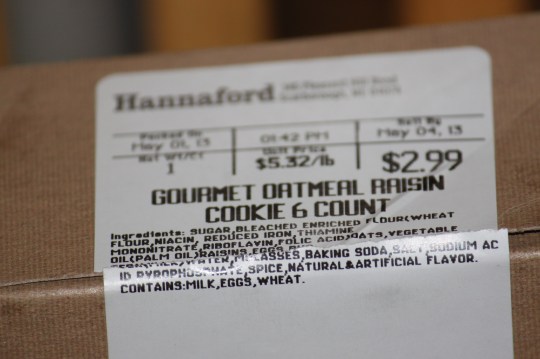 Hannaford
Packed On 01:42 PM Sell By
May 01, 13 Unit Price May 04, 13
Net Wt/Ct $5.32/lb $2.99
1
GOURMET OATMEAL RAISIN
COOKIE 6 COUNT
Ingredients: SUGAR,BLEACHED ENRICHED FLOUR(WHEAT
FLOUR,NIACIN, REDUCED IRON, THIAMINE
MONONITRATE,RIBOFLAVIN,FOLIC ACID)OATS,VEGETABLE
OIL(PALM OIL)RAISINS,EGGS
MOLASSES,BAKING SODA,SALT,SODIUM AC
ID PYROPHOSPHATE,SPICE,NATURAL&ARTIFICIAL FLAVOR.
CONTAINS:MILK,EGGS,WHEAT.